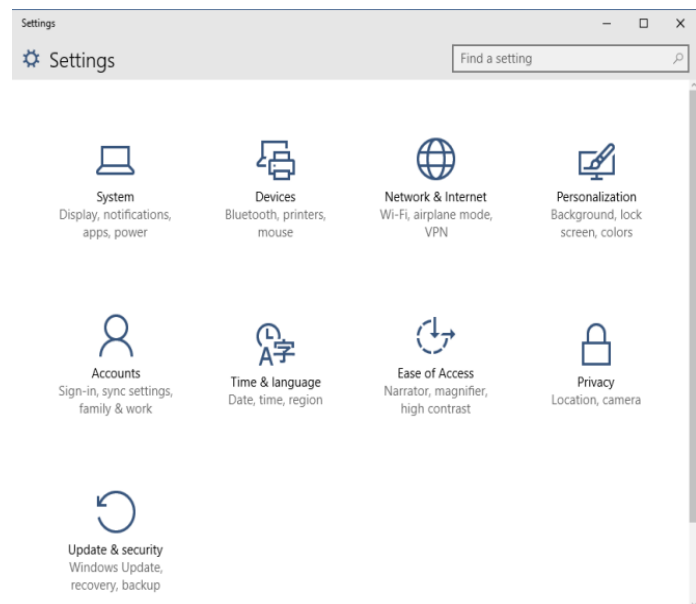 Settings
Settings
Find a setting
System
Display, notifications,
apps, power
Devices
Bluetooth, printers,
mouse
Network & Internet
Wi-Fi, airplane mode,
VPN
Personalization
Background, lock
screen, colors
Accounts
Sign-in, sync settings,
family & work
A字
Time & language
Date, time, region
Ease of Access
Narrator, magnifier,
high contrast
Privacy
Location, camera
Update & security
Windows Update,
recovery, backup